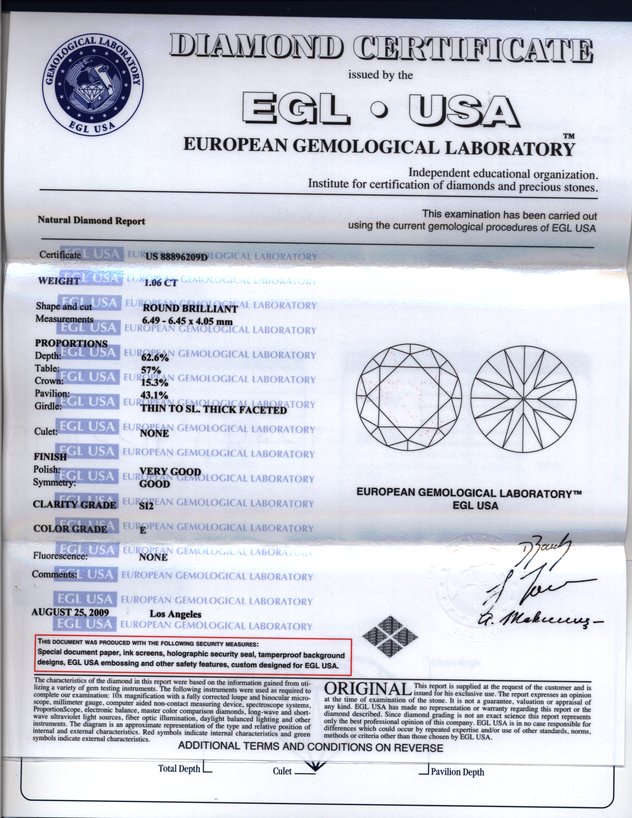 GEMOLOGICAL LABORATORY
EGL USA
DIAMOND CERTIFICATE
issued by the
EGL • USA
EUROPEAN GEMOLOGICAL LABORATORY™
Independent educational organization.
Institute for certification of diamonds and precious stones.
Natural Diamond Report
This examination has been carried out
using the current gemological procedures of EGL USA
Certificate US 88896209D
WEIGHT 1.06 CT
Shape and cut ROUND BRILLIANT
Measurements 6.49 - 6.45 x 4.05 mm
PROPORTIONS
Depth: 62.6%
Table: 57%
Crown: 15.3%
Pavilion: 43.1%
Girdle: THIN TO SL. THICK FACETED
Culet: NONE
FINISH
Polish: VERY GOOD
Symmetry: GOOD
CLARITY GRADE SI2
COLOR GRADE E
Fluorescence: NONE
Comments:
EGL USA EUROPEAN GEMOLOGICAL LABORATORY
AUGUST 25, 2009 Los Angeles
EUROPEAN GEMOLOGICAL LABORATORY™
EGL USA
THIS DOCUMENT WAS PRODUCED WITH THE FOLLOWING SECURITY MEASURES:
Special document paper, ink screens, holographic security seal, tamperproof background
designs, EGL USA embossing and other safety features, custom designed for EGL USA.
The characteristics of the diamond in this report were based on the information gained from uti-
lizing a variety of gem testing instruments. The following instruments were used as required to
complete our examination: 10x magnification with a fully corrected loupe and binocular micro-
scope, millimeter gauge, computer aided non-contact measuring device, spectroscope systems,
ProportionScope, electronic balance, master color comparison diamonds, long-wave and short-
wave ultraviolet light sources, fiber optic illumination, daylight balanced lighting and other
instruments. The diagram is an approximate representation of the type and relative position of
internal and external characteristics. Red symbols indicate internal characteristics and green
symbols indicate external characteristics.
ORIGINAL This report is supplied at the request of the customer and is
issued for his exclusive use. The report expresses an opinion
at the time of examination of the stone. It is not a guarantee, valuation or appraisal of
any kind. EGL USA has made no representation or warranty regarding this report or the
diamond described. Since diamond grading is not an exact science this report represents
only the best professional opinion of this company. EGL USA is in no case responsible for
differences which could occur by repeated expertise and/or use of other standards, norms,
methods or criteria other than those chosen by EGL USA.
ADDITIONAL TERMS AND CONDITIONS ON REVERSE
Total Depth Culet Pavilion Depth